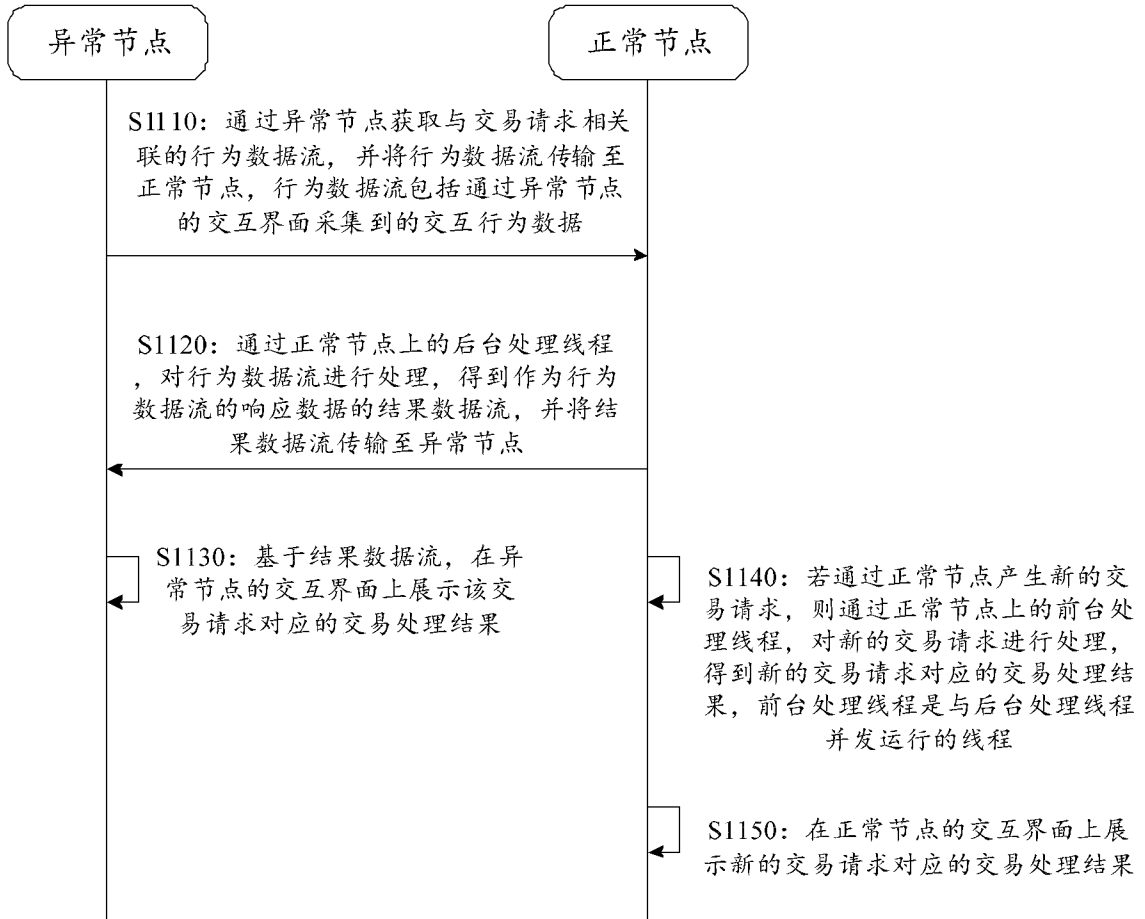 异常节点
正常节点
S1110：通过异常节点获取与交易请求相关
联的行为数据流，并将行为数据流传输至
正常节点，行为数据流包括通过异常节点
的交互界面采集到的交互行为数据
S1120：通过正常节点上的后台处理线程
，对行为数据流进行处理，得到作为行为
数据流的响应数据的结果数据流，并将结
果数据流传输至异常节点
S1130：基于结果数据流，在异
常节点的交互界面上展示该交
易请求对应的交易处理结果
S1140：若通过正常节点产生新的交
易请求，则通过正常节点上的前台处
理线程，对新的交易请求进行处理，
得到新的交易请求对应的交易处理结
果，前台处理线程是与后台处理线程
并发运行的线程
S1150：在正常节点的交互界面上展
示新的交易请求对应的交易处理结果